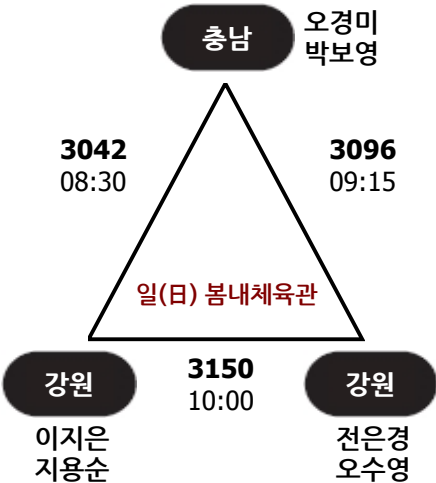 충남
오경미
박보영
3042
08:30
3096
09:15
일(日) 봄내체육관
강원
3150
10:00
강원
이지은
지용순
전은경
오수영